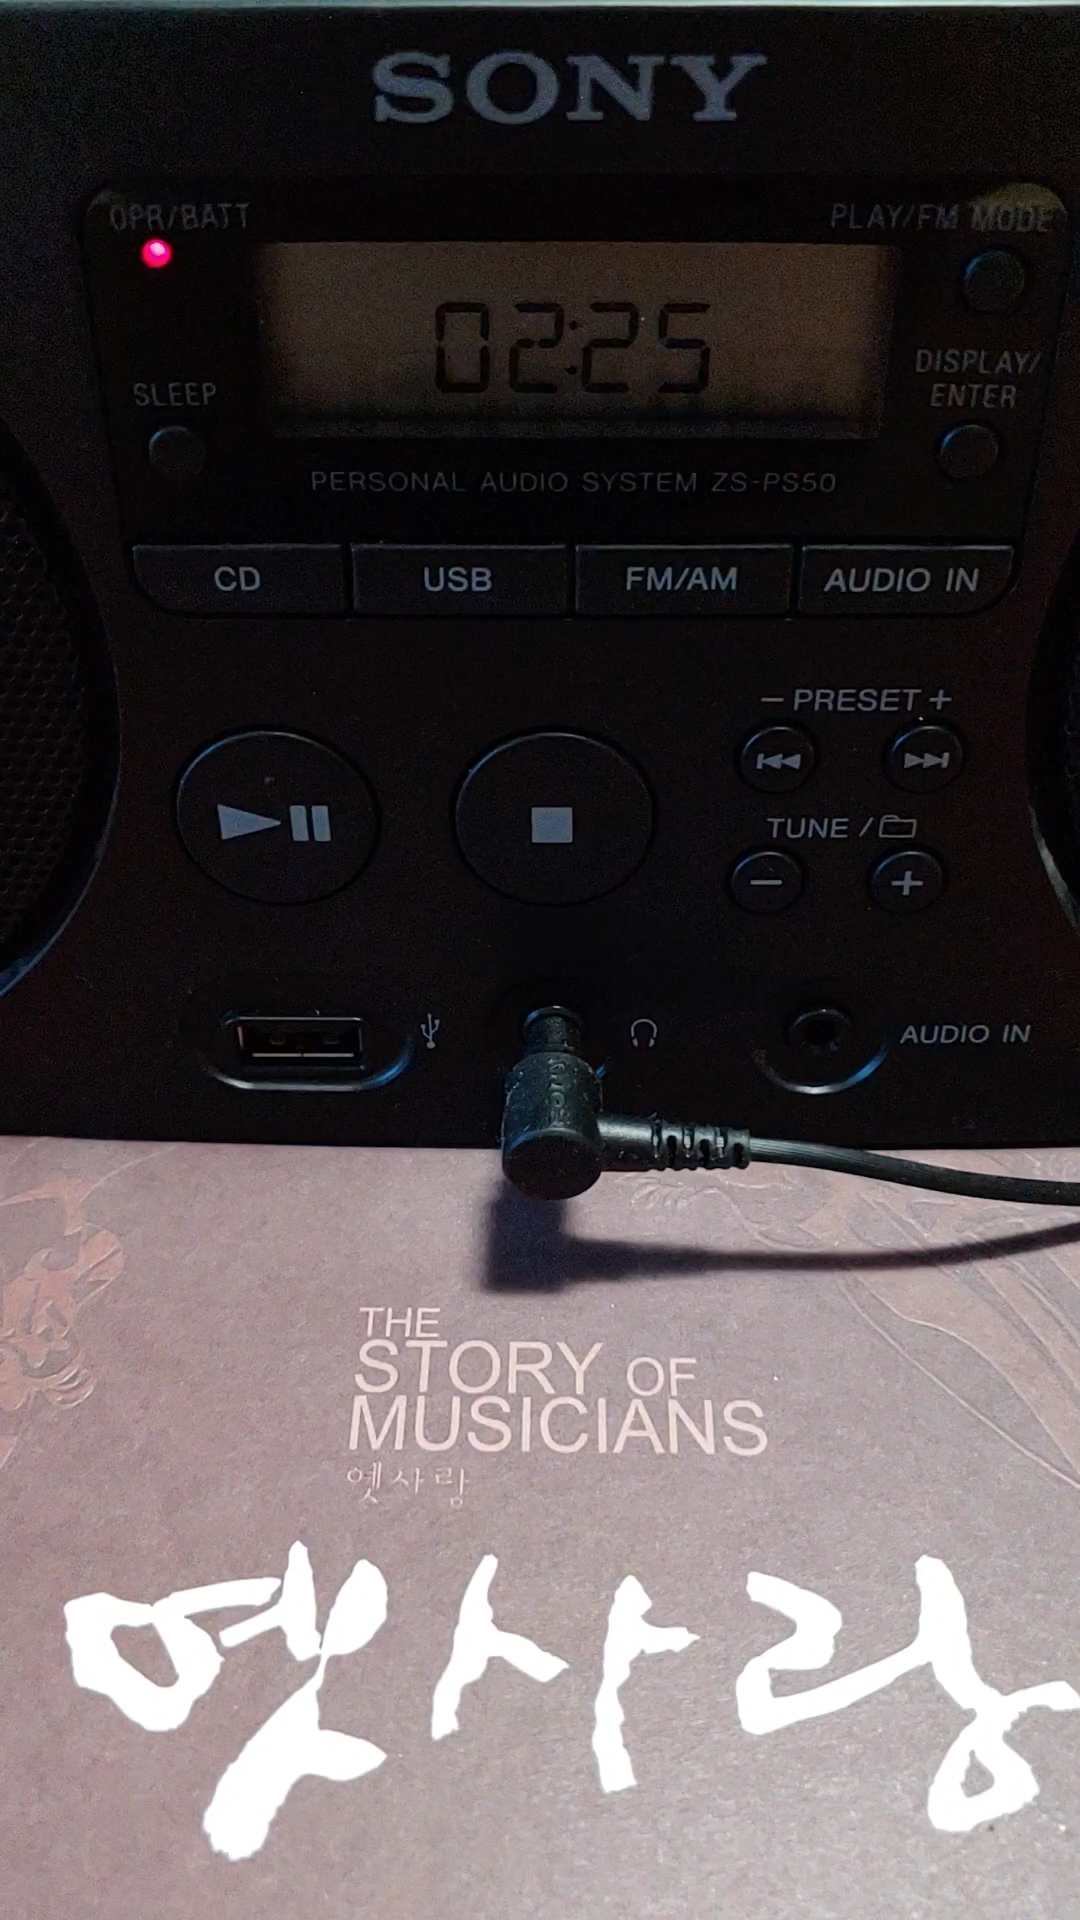 SONY
OPR/BATT
PLAY/FM MODE
02:25
SLEEP
DISPLAY/
ENTER
PERSONAL AUDIO SYSTEM ZS-PS50
CD
USB
FM/AM
AUDIO IN
− PRESET +
TUNE /
− +
AUDIO IN
SONY
THE
STORY OF
MUSICIANS
옛사랑
옛사랑